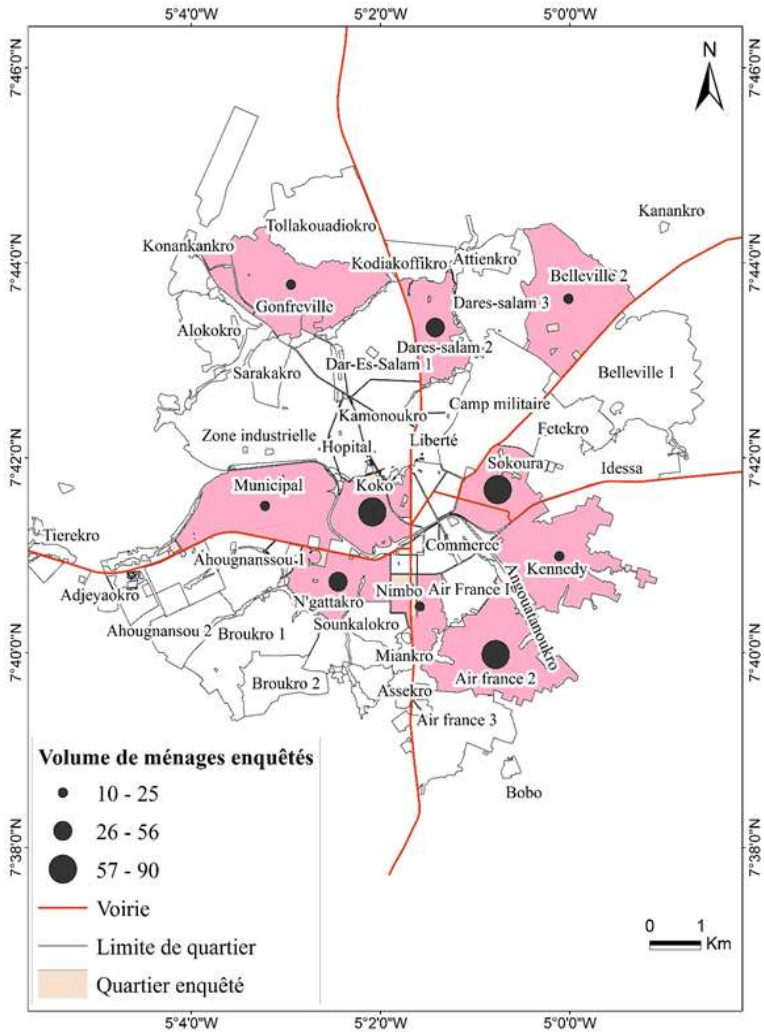 5°4'0"W 5°2'0"W 5°0'0"W
7°46'0"N 7°46'0"N
N
Kanankro
Tollakouadiokro
Konankankro
7°44'0"N 7°44'0"N
Kodiakoffikro
Attienkro
Belleville 2
Gonfreville
Dares-salam 3
Alokokro
Dares-salam 2
Dar-Es-Salam 1
Sarakakro
Belleville 1
Kamonoukro
Camp militaire
Zone industrielle
Fetekro
Liberté
Hopital
7°42'0"N 7°42'0"N
Sokoura
Idessa
Municipal
Koko
Tierekro
Commerce
Ahougnanssou 1
Kennedy
Adjeyaokro
Nimbo
Air France 1
N'gattakro
Angouatanoukro
Sounkalokro
Ahougnansou 2
Broukro 1
7°40'0"N 7°40'0"N
Miankro
Air france 2
Broukro 2
Assekro
Air france 3
Bobo
Volume de ménages enquêtés
10 - 25
26 - 56
57 - 90
Voirie
Limite de quartier
Quartier enquêté
7°38'0"N 7°38'0"N
0 1
Km
5°4'0"W 5°2'0"W 5°0'0"W